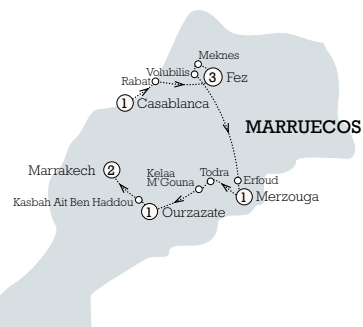 Meknes
Volubilis
Rabat
3 Fez
1 Casablanca
MARRUECOS
Marrakech 2
Kelaa
M'Gouna
Todra
Erfoud
1 Merzouga
Kasbah Ait Ben Haddou
1 Ourzazate